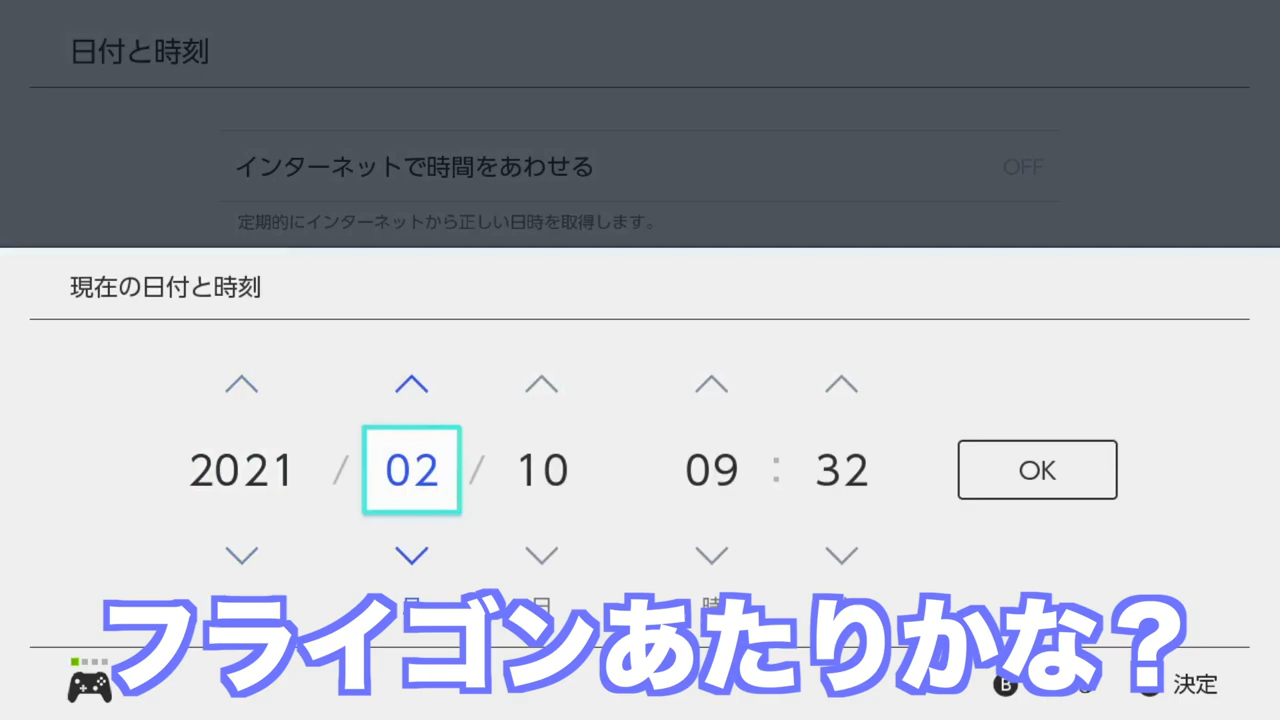 日付と時刻
インターネットで時間をあわせる OFF
定期的にインターネットから正しい日時を取得します。
現在の日付と時刻
2021 / 02 / 10 09 : 32 OK
月 日 時
フライゴンあたりかな？
B 決定